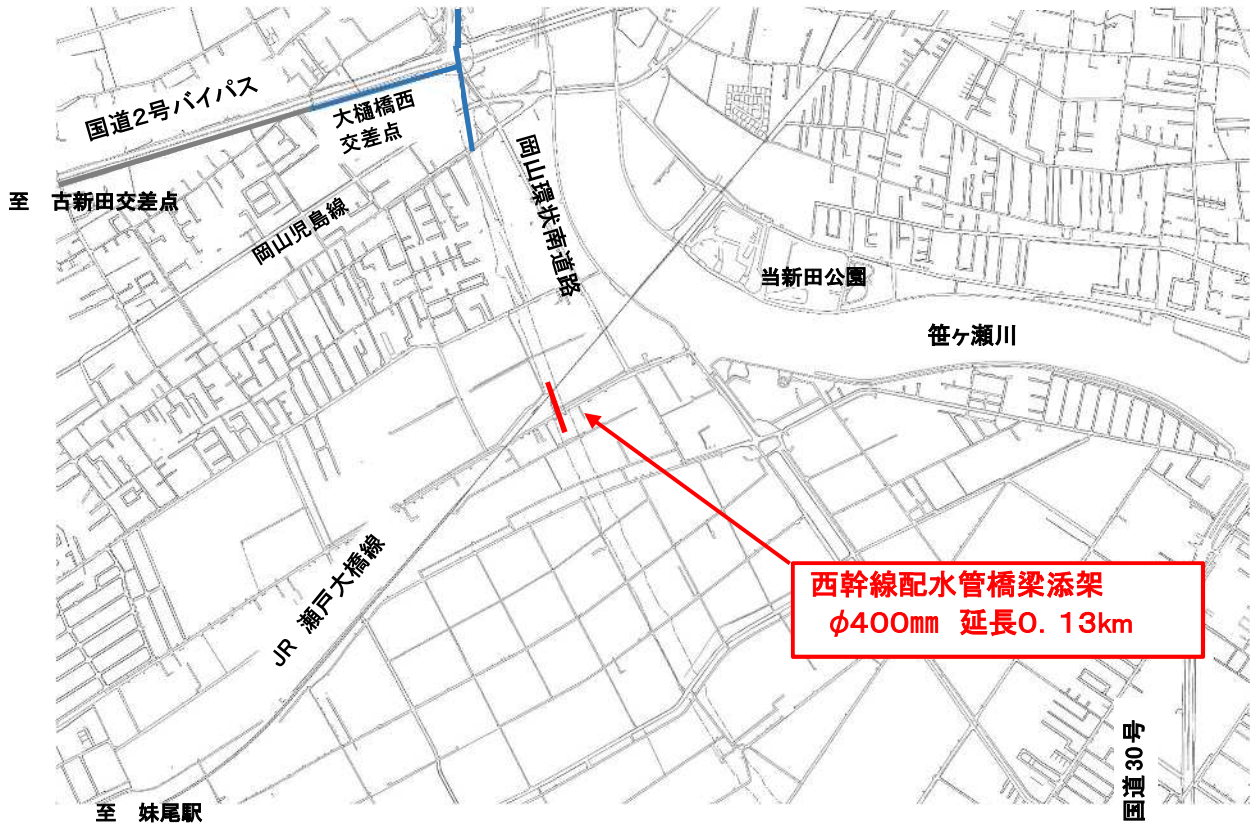 国道2号バイパス
大樋橋西
交差点
至　古新田交差点
岡山児島線
岡山環状南道路
当新田公園
笹ヶ瀬川
JR　瀬戸大橋線
西幹線配水管橋梁添架
φ400㎜　延長0．13km
国道30号
至　妹尾駅